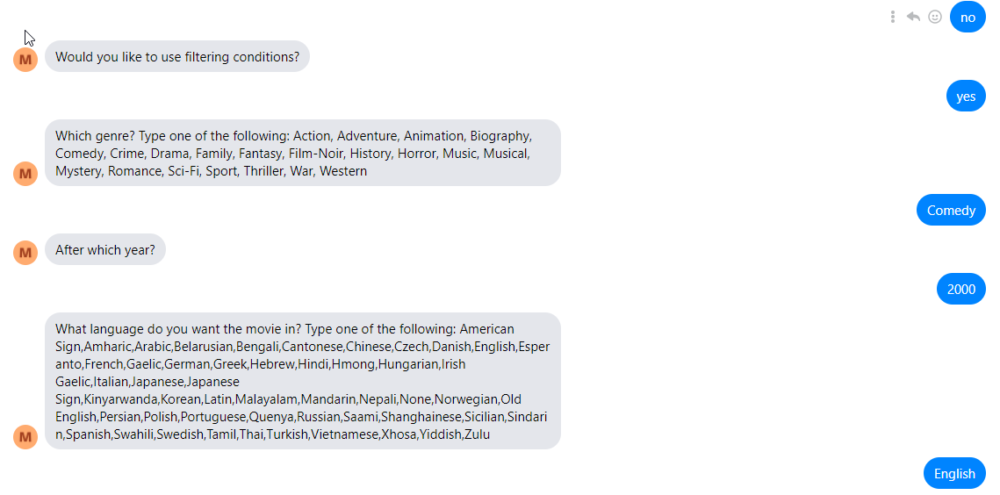 no
M Would you like to use filtering conditions?
yes
Which genre? Type one of the following: Action, Adventure, Animation, Biography,
Comedy, Crime, Drama, Family, Fantasy, Film-Noir, History, Horror, Music, Musical,
M Mystery, Romance, Sci-Fi, Sport, Thriller, War, Western
Comedy
M After which year?
2000
What language do you want the movie in? Type one of the following: American
Sign,Amharic,Arabic,Belarusian,Bengali,Cantonese,Chinese,Czech,Danish,English,Esper
anto,French,Gaelic,German,Greek,Hebrew,Hindi,Hmong,Hungarian,Irish
Gaelic,Italian,Japanese,Japanese
Sign,Kinyarwanda,Korean,Latin,Malayalam,Mandarin,Nepali,None,Norwegian,Old
English,Persian,Polish,Portuguese,Quenya,Russian,Saami,Shanghainese,Sicilian,Sindari
M n,Spanish,Swahili,Swedish,Tamil,Thai,Turkish,Vietnamese,Xhosa,Yiddish,Zulu
English